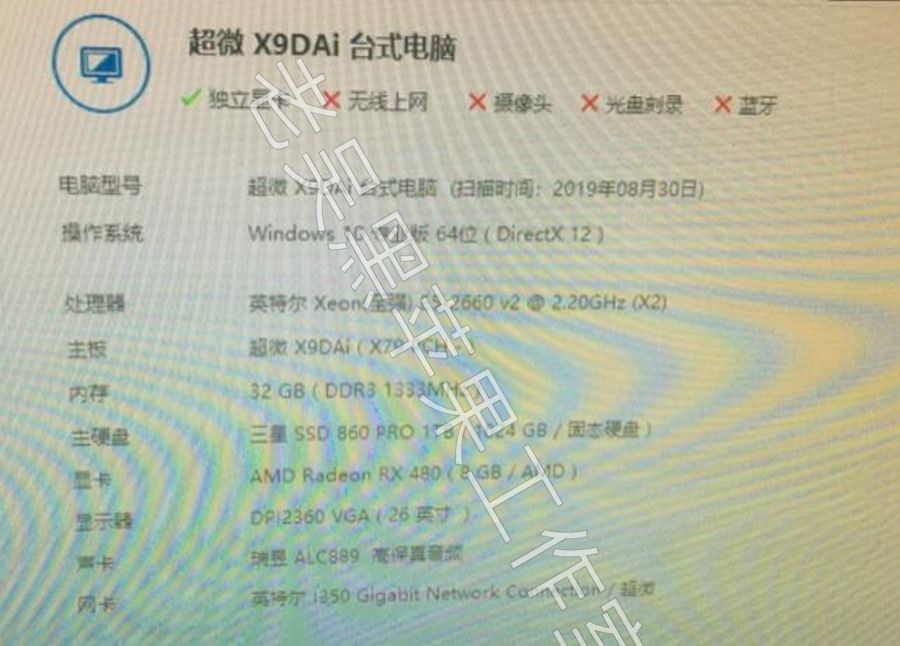 超微 X9DAi 台式电脑
独立显卡 无线上网 摄像头 光盘刻录 蓝牙
电脑型号 超微 X9DAi 台式电脑 (扫描时间：2019年08月30日)
操作系统 Windows 10 专业版 64位 ( DirectX 12 )
处理器 英特尔 Xeon(至强) E5-2660 v2 @ 2.20GHz (X2)
主板 超微 X9DAi ( X79 PCH )
内存 32 GB ( DDR3 1333MHz )
主硬盘 三星 SSD 860 PRO 1TB ( 1024 GB / 固态硬盘 )
显卡 AMD Radeon RX 480 ( 8 GB / AMD )
显示器 DPI2360 VGA ( 26 英寸 )
声卡 瑞昱 ALC889 高保真音频
网卡 英特尔 I350 Gigabit Network Connection / 超微
老吴黑苹果工作室